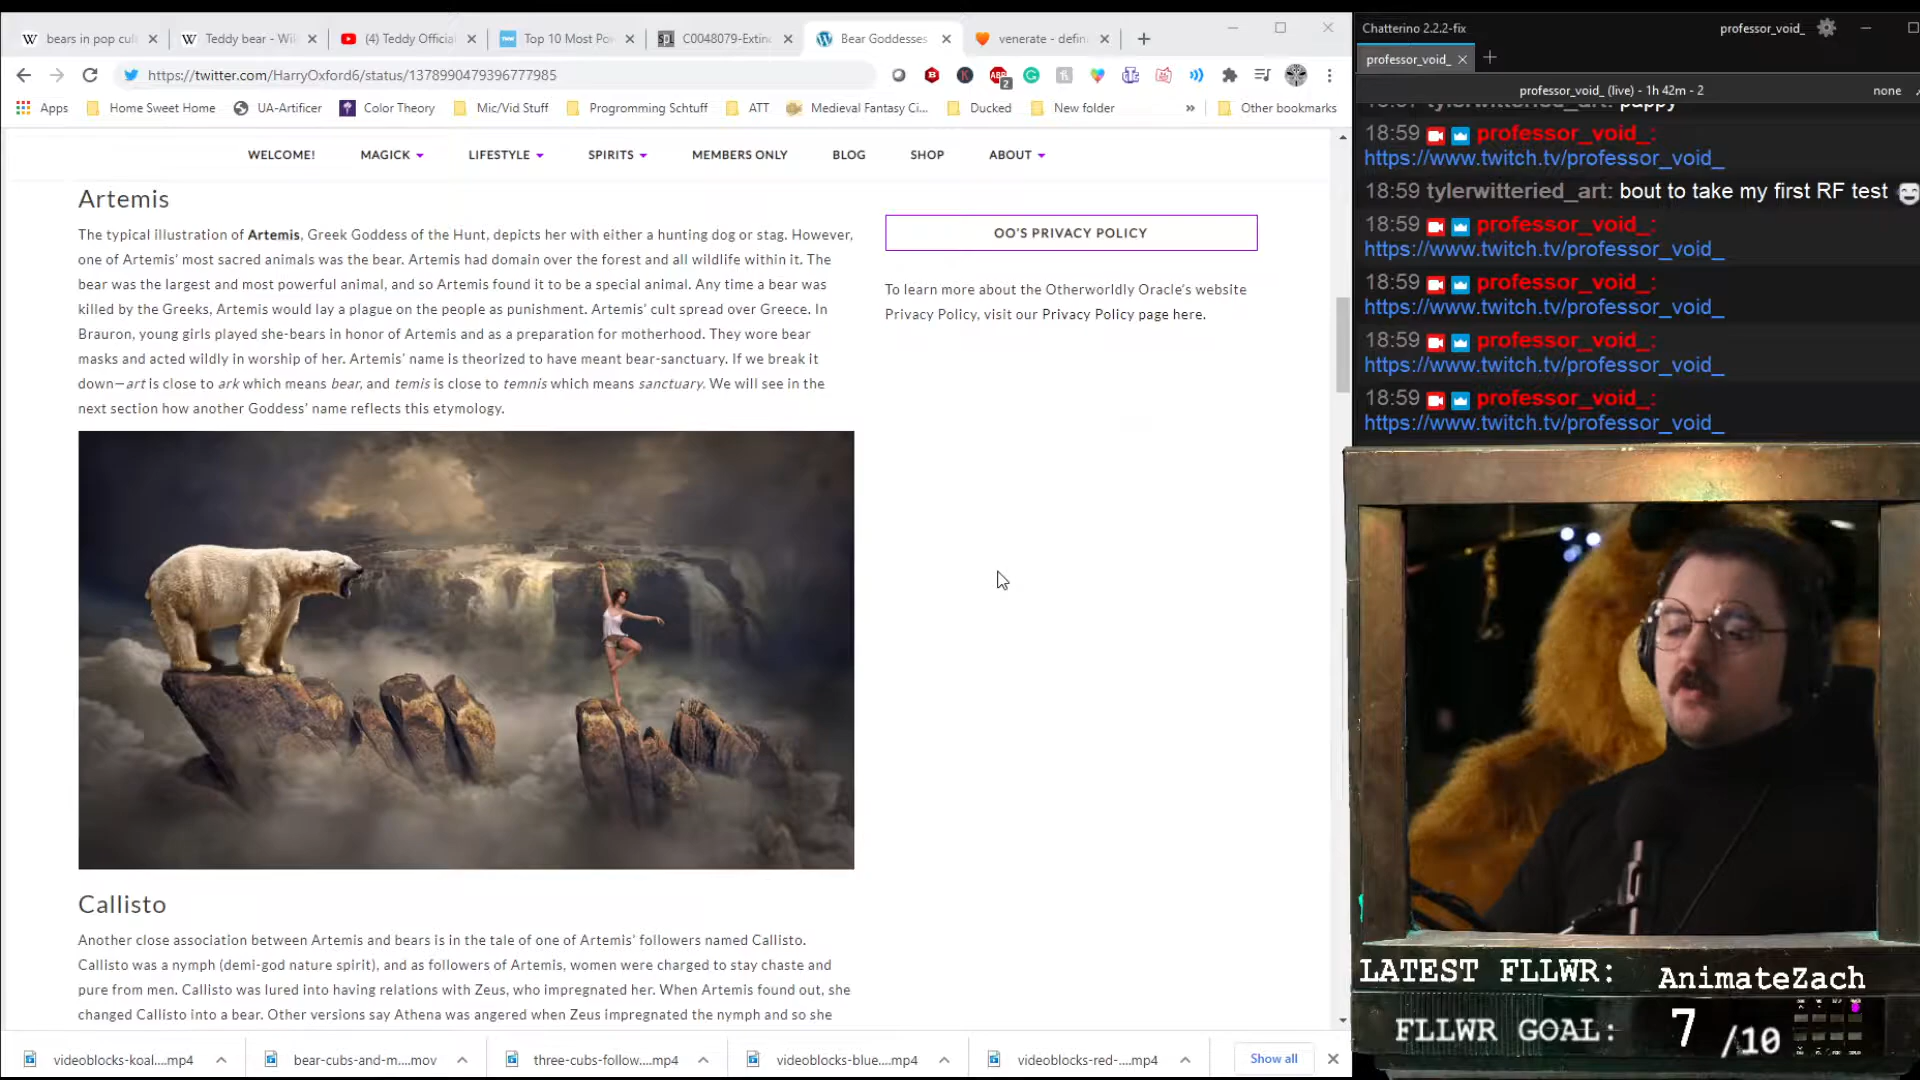 bears in pop cul
Teddy bear - Wi
(4) Teddy Official
Top 10 Most Po
C0048079-Extin
Bear Goddesses
venerate - defin
https://twitter.com/HarryOxford6/status/1378990479396777985
Apps
Home Sweet Home
UA-Artificer
Color Theory
Mic/Vid Stuff
Programming Schtuff
ATT
Medieval Fantasy Ci...
Ducked
New folder
»
Other bookmarks
WELCOME!
MAGICK
LIFESTYLE
SPIRITS
MEMBERS ONLY
BLOG
SHOP
ABOUT
Artemis
The typical illustration of Artemis, Greek Goddess of the Hunt, depicts her with either a hunting dog or stag. However,
one of Artemis' most sacred animals was the bear. Artemis had domain over the forest and all wildlife within it. The
bear was the largest and most powerful animal, and so Artemis found it to be a special animal. Any time a bear was
killed by the Greeks, Artemis would lay a plague on the people as punishment. Artemis' cult spread over Greece. In
Brauron, young girls played she-bears in honor of Artemis and as a preparation for motherhood. They wore bear
masks and acted wildly in worship of her. Artemis' name is theorized to have meant bear-sanctuary. If we break it
down—art is close to ark which means bear, and temis is close to temnis which means sanctuary. We will see in the
next section how another Goddess' name reflects this etymology.
OO'S PRIVACY POLICY
To learn more about the Otherworldly Oracle's website
Privacy Policy, visit our Privacy Policy page here.
Callisto
Another close association between Artemis and bears is in the tale of one of Artemis' followers named Callisto.
Callisto was a nymph (demi-god nature spirit), and as followers of Artemis, women were charged to stay chaste and
pure from men. Callisto was lured into having relations with Zeus, who impregnated her. When Artemis found out, she
changed Callisto into a bear. Other versions say Athena was angered when Zeus impregnated the nymph and so she
videoblocks-koal....mp4
bear-cubs-and-m....mov
three-cubs-follow....mp4
videoblocks-blue....mp4
videoblocks-red-....mp4
Show all
Chatterino 2.2.2-fix
professor_void_
professor_void_
professor_void_ (live) - 1h 42m - 2
none
18:59 professor_void_:
https://www.twitch.tv/professor_void_
18:59 tylerwitteried_art: bout to take my first RF test
18:59 professor_void_:
https://www.twitch.tv/professor_void_
18:59 professor_void_:
https://www.twitch.tv/professor_void_
18:59 professor_void_:
https://www.twitch.tv/professor_void_
18:59 professor_void_:
https://www.twitch.tv/professor_void_
LATEST FLLWR: AnimateZach
FLLWR GOAL: 7 /10